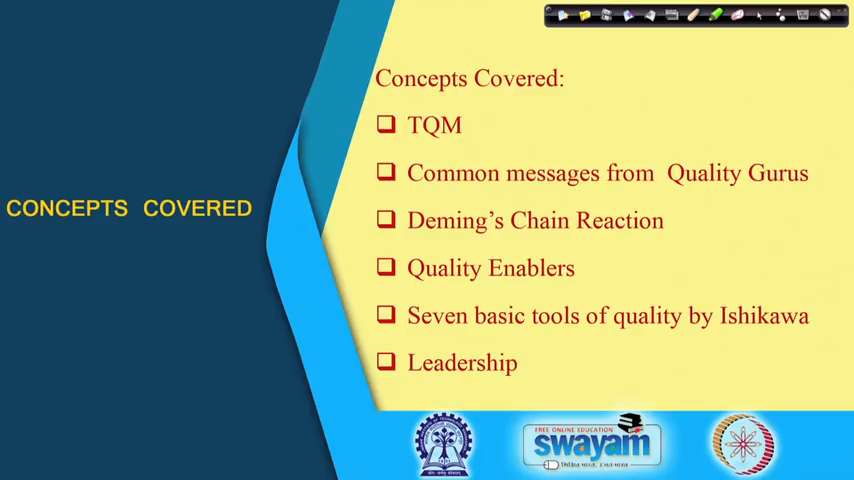 CONCEPTS COVERED
Concepts Covered:
TQM
Common messages from Quality Gurus
Deming's Chain Reaction
Quality Enablers
Seven basic tools of quality by Ishikawa
Leadership
FREE ONLINE EDUCATION
swayam